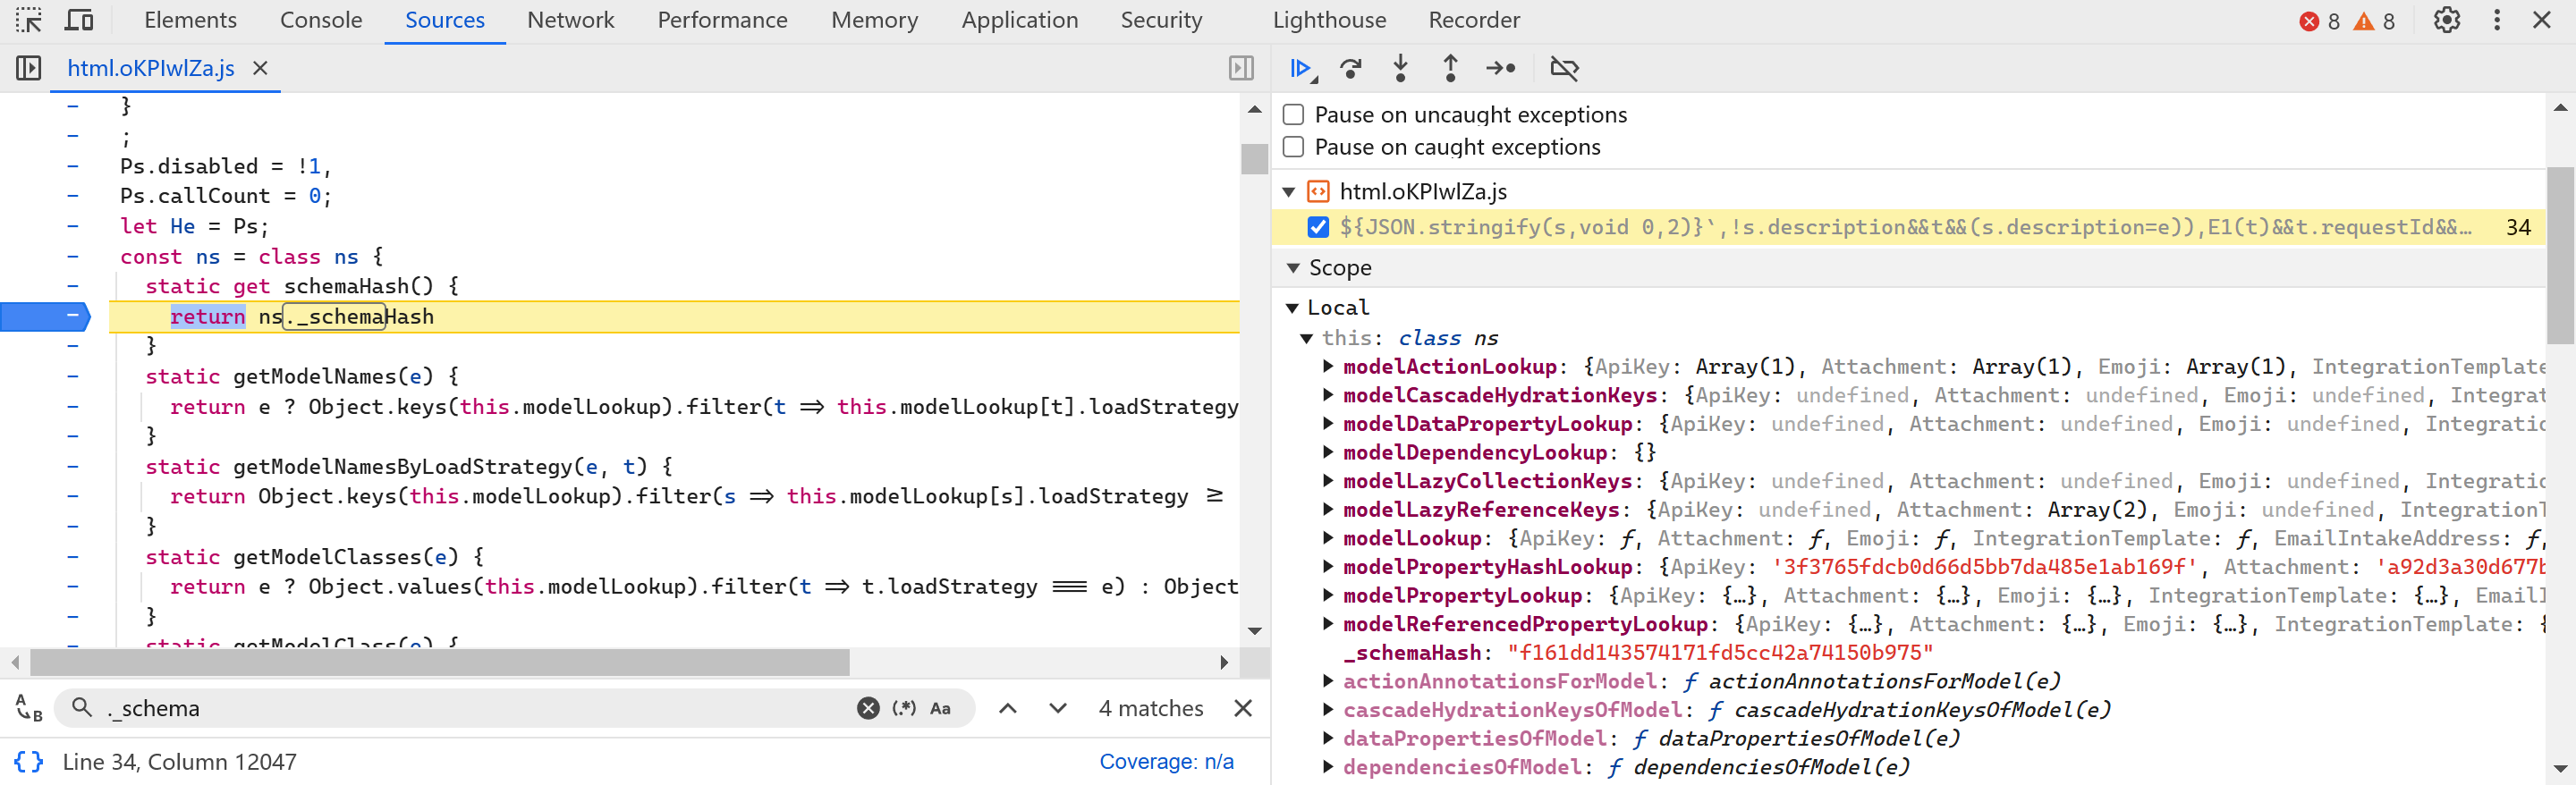 Elements Console Sources Network Performance Memory Application Security Lighthouse Recorder 8 8
html.oKPIwlZa.js
}
;
Ps.disabled = !1,
Ps.callCount = 0;
let He = Ps;
const ns = class ns {
static get schemaHash() {
return ns._schemaHash
}
static getModelNames(e) {
return e ? Object.keys(this.modelLookup).filter(t => this.modelLookup[t].loadStrategy
}
static getModelNamesByLoadStrategy(e, t) {
return Object.keys(this.modelLookup).filter(s => this.modelLookup[s].loadStrategy ≥
}
static getModelClasses(e) {
return e ? Object.values(this.modelLookup).filter(t => t.loadStrategy === e) : Object
}
static getModelClass(e) {
._schema
(.*) Aa
4 matches
{} Line 34, Column 12047
Coverage: n/a
Pause on uncaught exceptions
Pause on caught exceptions
html.oKPIwlZa.js
${JSON.stringify(s,void 0,2)}`,!s.description&&t&&(s.description=e)),E1(t)&&t.requestId&&… 34
Scope
Local
this: class ns
modelActionLookup: {ApiKey: Array(1), Attachment: Array(1), Emoji: Array(1), IntegrationTemplate
modelCascadeHydrationKeys: {ApiKey: undefined, Attachment: undefined, Emoji: undefined, Integrat
modelDataPropertyLookup: {ApiKey: undefined, Attachment: undefined, Emoji: undefined, Integratio
modelDependencyLookup: {}
modelLazyCollectionKeys: {ApiKey: undefined, Attachment: undefined, Emoji: undefined, Integratio
modelLazyReferenceKeys: {ApiKey: undefined, Attachment: Array(2), Emoji: undefined, IntegrationT
modelLookup: {ApiKey: ƒ, Attachment: ƒ, Emoji: ƒ, IntegrationTemplate: ƒ, EmailIntakeAddress: ƒ,
modelPropertyHashLookup: {ApiKey: '3f3765fdcb0d66d5bb7da485e1ab169f', Attachment: 'a92d3a30d677b
modelPropertyLookup: {ApiKey: {…}, Attachment: {…}, Emoji: {…}, IntegrationTemplate: {…}, EmailI
modelReferencedPropertyLookup: {ApiKey: {…}, Attachment: {…}, Emoji: {…}, IntegrationTemplate: {
_schemaHash: "f161dd143574171fd5cc42a74150b975"
actionAnnotationsForModel: ƒ actionAnnotationsForModel(e)
cascadeHydrationKeysOfModel: ƒ cascadeHydrationKeysOfModel(e)
dataPropertiesOfModel: ƒ dataPropertiesOfModel(e)
dependenciesOfModel: ƒ dependenciesOfModel(e)